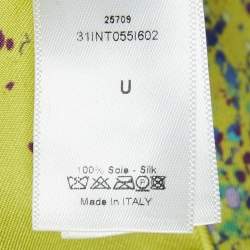 25709
31INT055I602
U
100% Soie - Silk
Made In ITALY